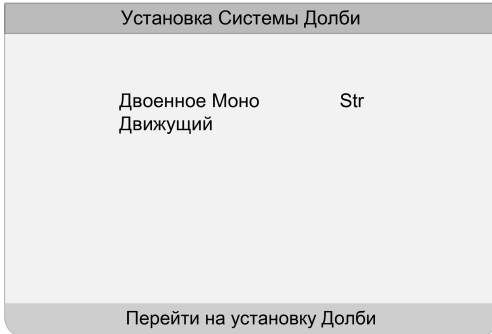 Установка Системы Долби
Двоенное Моно Str
Движущий
Перейти на установку Долби